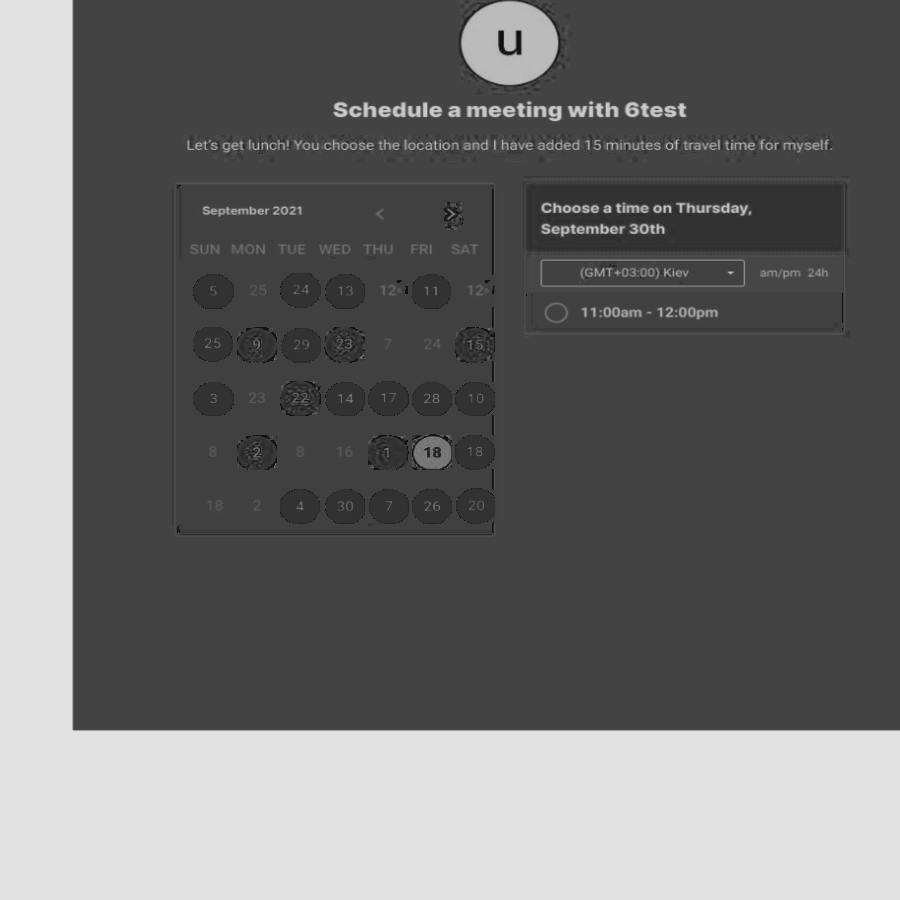 u
Schedule a meeting with 6test
Let's get lunch! You choose the location and I have added 15 minutes of travel time for myself.
September 2021 < >
SUN MON TUE WED THU FRI SAT
5 25 24 13 12 11 12
25 9 29 23 7 24 15
3 23 22 14 17 28 10
8 2 8 16 1 18 18
18 2 4 30 7 26 20
Choose a time on Thursday,
September 30th
(GMT+03:00) Kiev am/pm 24h
11:00am - 12:00pm